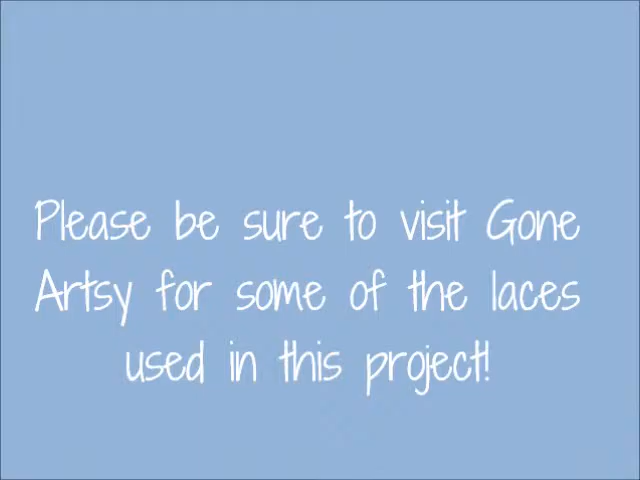 Please be sure to visit Gone
Artsy for some of the laces
used in this project!